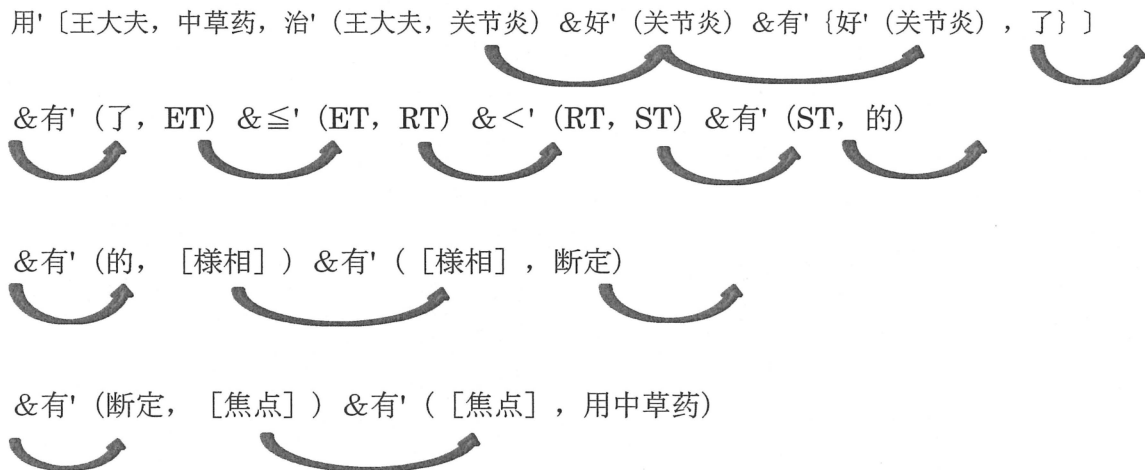 用'〔王大夫，中草药，治'（王大夫，关节炎）&好'（关节炎）&有'｛好'（关节炎），了｝〕
&有'（了，ET）&≦'（ET，RT）&＜'（RT，ST）&有'（ST，的）
&有'（的，［様相］）&有'（［様相］，断定）
&有'（断定，［焦点］）&有'（［焦点］，用中草药）